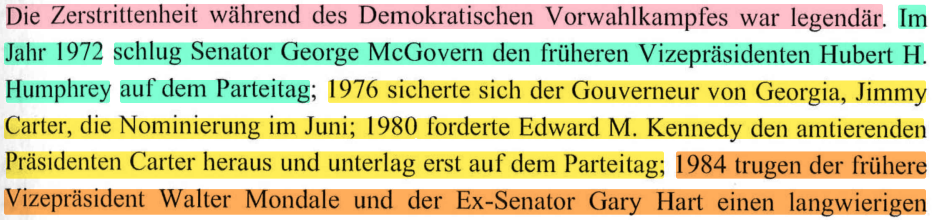 Die Zerstrittenheit während des Demokratischen Vorwahlkampfes war legendär. Im
Jahr 1972 schlug Senator George McGovern den früheren Vizepräsidenten Hubert H.
Humphrey auf dem Parteitag; 1976 sicherte sich der Gouverneur von Georgia, Jimmy
Carter, die Nominierung im Juni; 1980 forderte Edward M. Kennedy den amtierenden
Präsidenten Carter heraus und unterlag erst auf dem Parteitag; 1984 trugen der frühere
Vizepräsident Walter Mondale und der Ex-Senator Gary Hart einen langwierigen